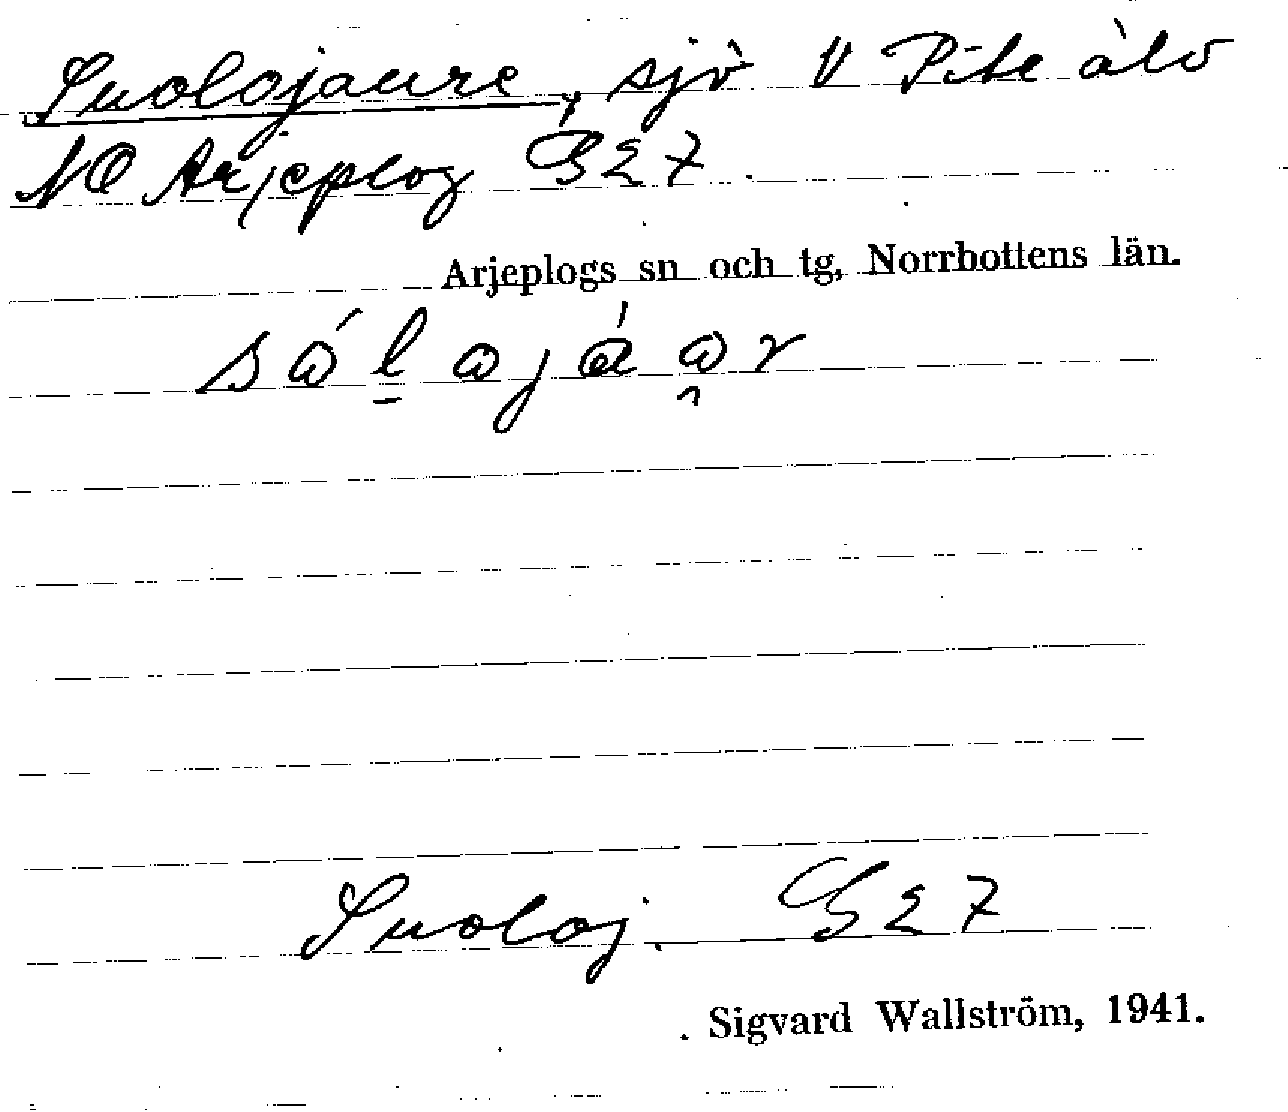 Suolojaure, sjö V Pite älv
NO Arjeplog G27
Arjeplogs sn och tg, Norrbottens län.
Suoloj. G27
Sigvard Wallström, 1941.